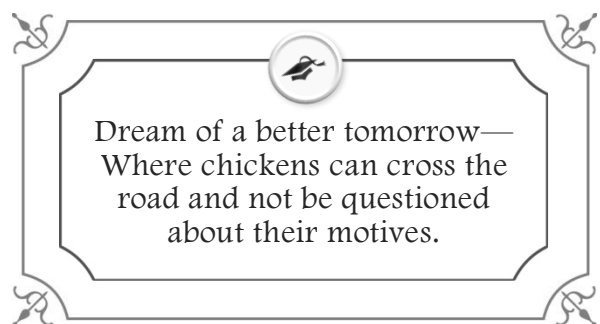 Dream of a better tomorrow—
Where chickens can cross the
road and not be questioned
about their motives.